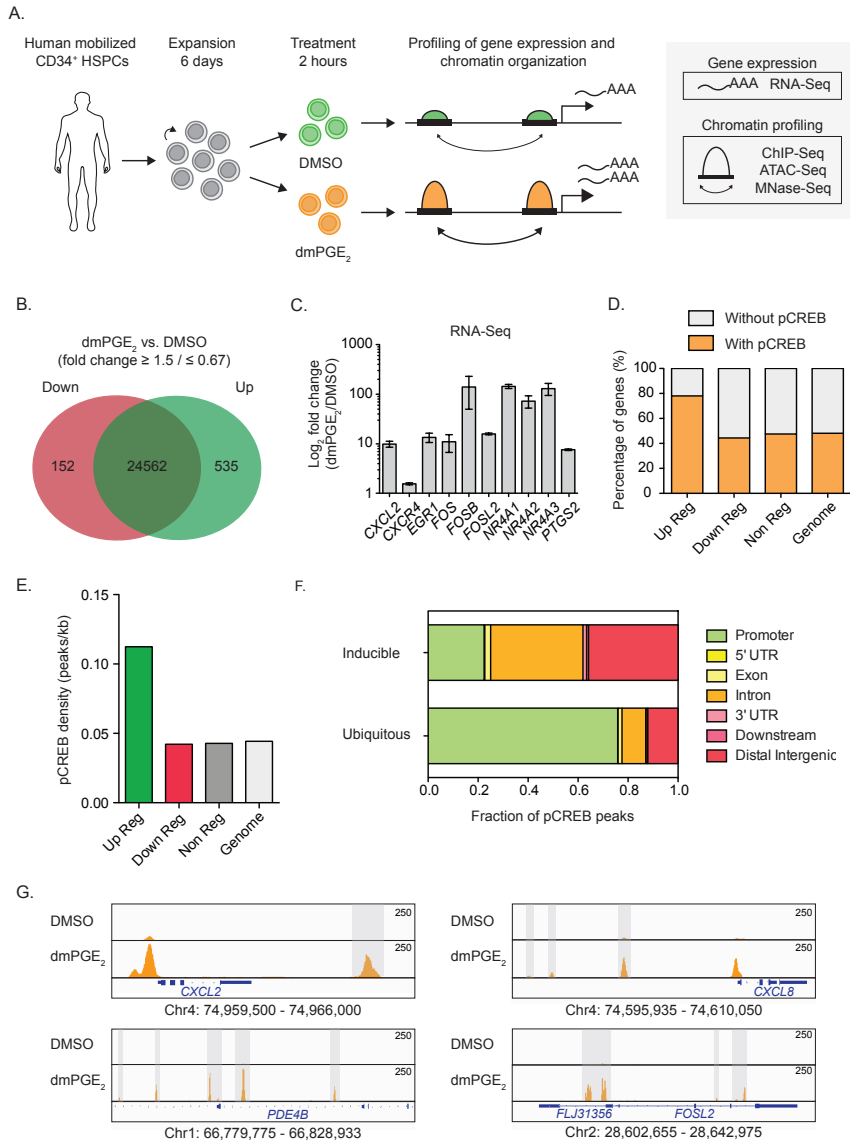 A.
Human mobilized
CD34⁺ HSPCs
Expansion
6 days
Treatment
2 hours
Profiling of gene expression and
chromatin organization
DMSO
dmPGE₂
AAA
AAA
AAA
Gene expression
AAA RNA-Seq
Chromatin profiling
ChIP-Seq
ATAC-Seq
MNase-Seq
B.
dmPGE₂ vs. DMSO
(fold change ≥ 1.5 / ≤ 0.67)
Down
Up
152
24562
535
C.
RNA-Seq
Log₂ fold change
(dmPGE₂/DMSO)
1000
100
10
1
CXCL2
CXCR4
EGR1
FOS
FOSB
FOSL2
NR4A1
NR4A2
NR4A3
PTGS2
D.
Without pCREB
With pCREB
Percentage of genes (%)
100
80
60
40
20
0
Up Reg
Down Reg
Non Reg
Genome
E.
pCREB density (peaks/kb)
0.15
0.10
0.05
0.00
Up Reg
Down Reg
Non Reg
Genome
F.
Inducible
Ubiquitous
0.0 0.2 0.4 0.6 0.8 1.0
Fraction of pCREB peaks
Promoter
5' UTR
Exon
Intron
3' UTR
Downstream
Distal Intergenic
G.
DMSO
250
dmPGE₂
250
CXCL2
Chr4: 74,959,500 - 74,966,000
DMSO
250
dmPGE₂
250
CXCL8
Chr4: 74,595,935 - 74,610,050
DMSO
250
dmPGE₂
250
PDE4B
Chr1: 66,779,775 - 66,828,933
DMSO
250
dmPGE₂
250
FLJ31356 FOSL2
Chr2: 28,602,655 - 28,642,975